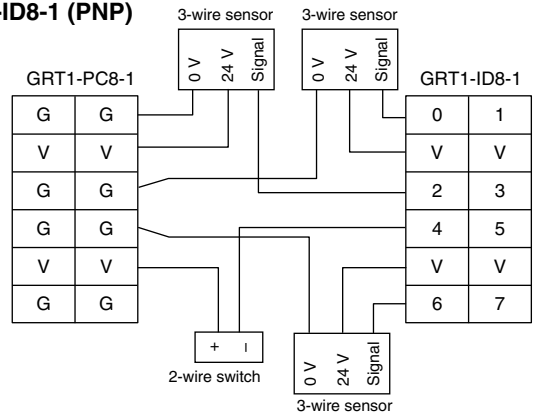 -ID8-1 (PNP)
3-wire sensor 3-wire sensor
0 V 24 V Signal 0 V 24 V Signal
GRT1-PC8-1 GRT1-ID8-1
G G 0 1
V V V V
G G 2 3
G G 4 5
V V V V
G G 6 7
+ –
2-wire switch
0 V 24 V Signal
3-wire sensor